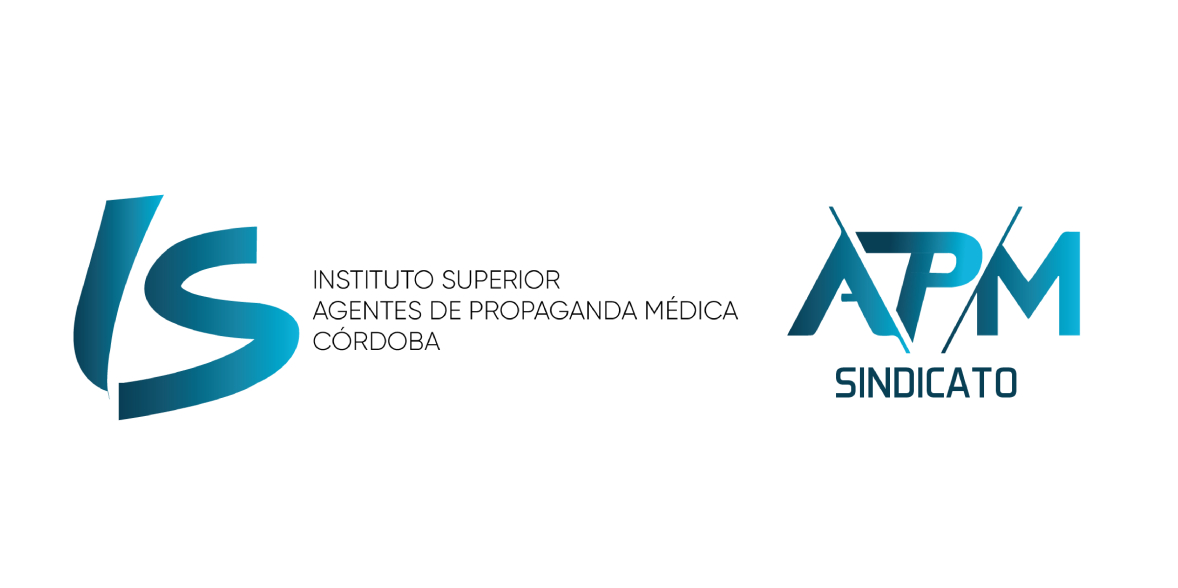 IS
INSTITUTO SUPERIOR
AGENTES DE PROPAGANDA MÉDICA
CÓRDOBA
APM
SINDICATO